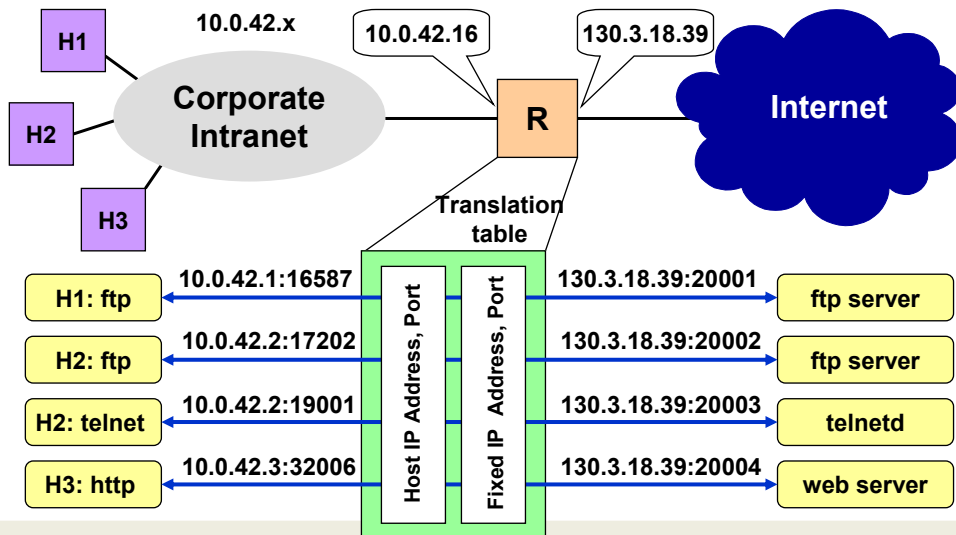 H1
10.0.42.x
10.0.42.16
130.3.18.39
Corporate
Intranet
R
Internet
H2
H3
Translation
table
Host IP Address, Port
Fixed IP  Address, Port
H1: ftp
10.0.42.1:16587
130.3.18.39:20001
ftp server
H2: ftp
10.0.42.2:17202
130.3.18.39:20002
ftp server
H2: telnet
10.0.42.2:19001
130.3.18.39:20003
telnetd
H3: http
10.0.42.3:32006
130.3.18.39:20004
web server